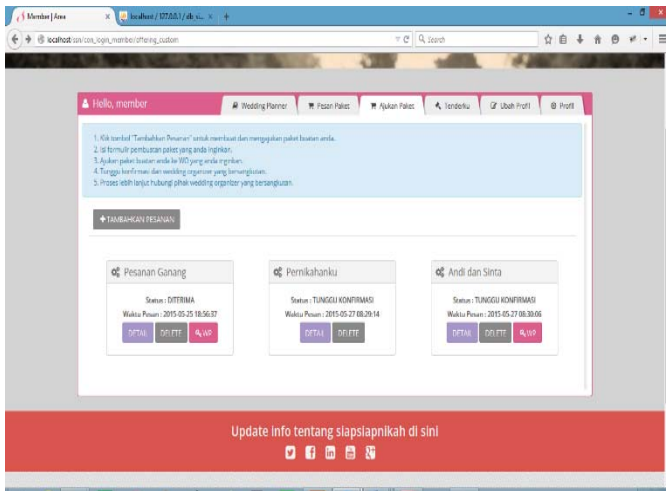 Member | Area
localhost / 127.0.0.1 / db_si...
localhost/ssn/con_login_member/offering_custom
Search
Hello, member
Wedding Planner
Pesan Paket
Ajukan Paket
Tenderku
Ubah Profil
Profil
1. Klik tombol "Tambahkan Pesanan" untuk membuat dan mengajukan paket buatan anda.
2. Isi formulir pembuatan paket yang anda inginkan.
3. Ajukan paket buatan anda ke WO yang anda inginkan.
4. Tunggu konfirmasi dari wedding organizer yang bersangkutan.
5. Proses lebih lanjut hubungi pihak wedding organizer yang bersangkutan.
+TAMBAHKAN PESANAN
Pesanan Ganang
Status : DITERIMA
Waktu Pesan : 2015-05-25 18:56:37
DETAIL DELETE WP
Pernikahanku
Status : TUNGGU KONFIRMASI
Waktu Pesan : 2015-05-27 08:29:14
DETAIL DELETE
Andi dan Sinta
Status : TUNGGU KONFIRMASI
Waktu Pesan : 2015-05-27 08:30:06
DETAIL DELETE WP
Update info tentang siapsiapnikah di sini